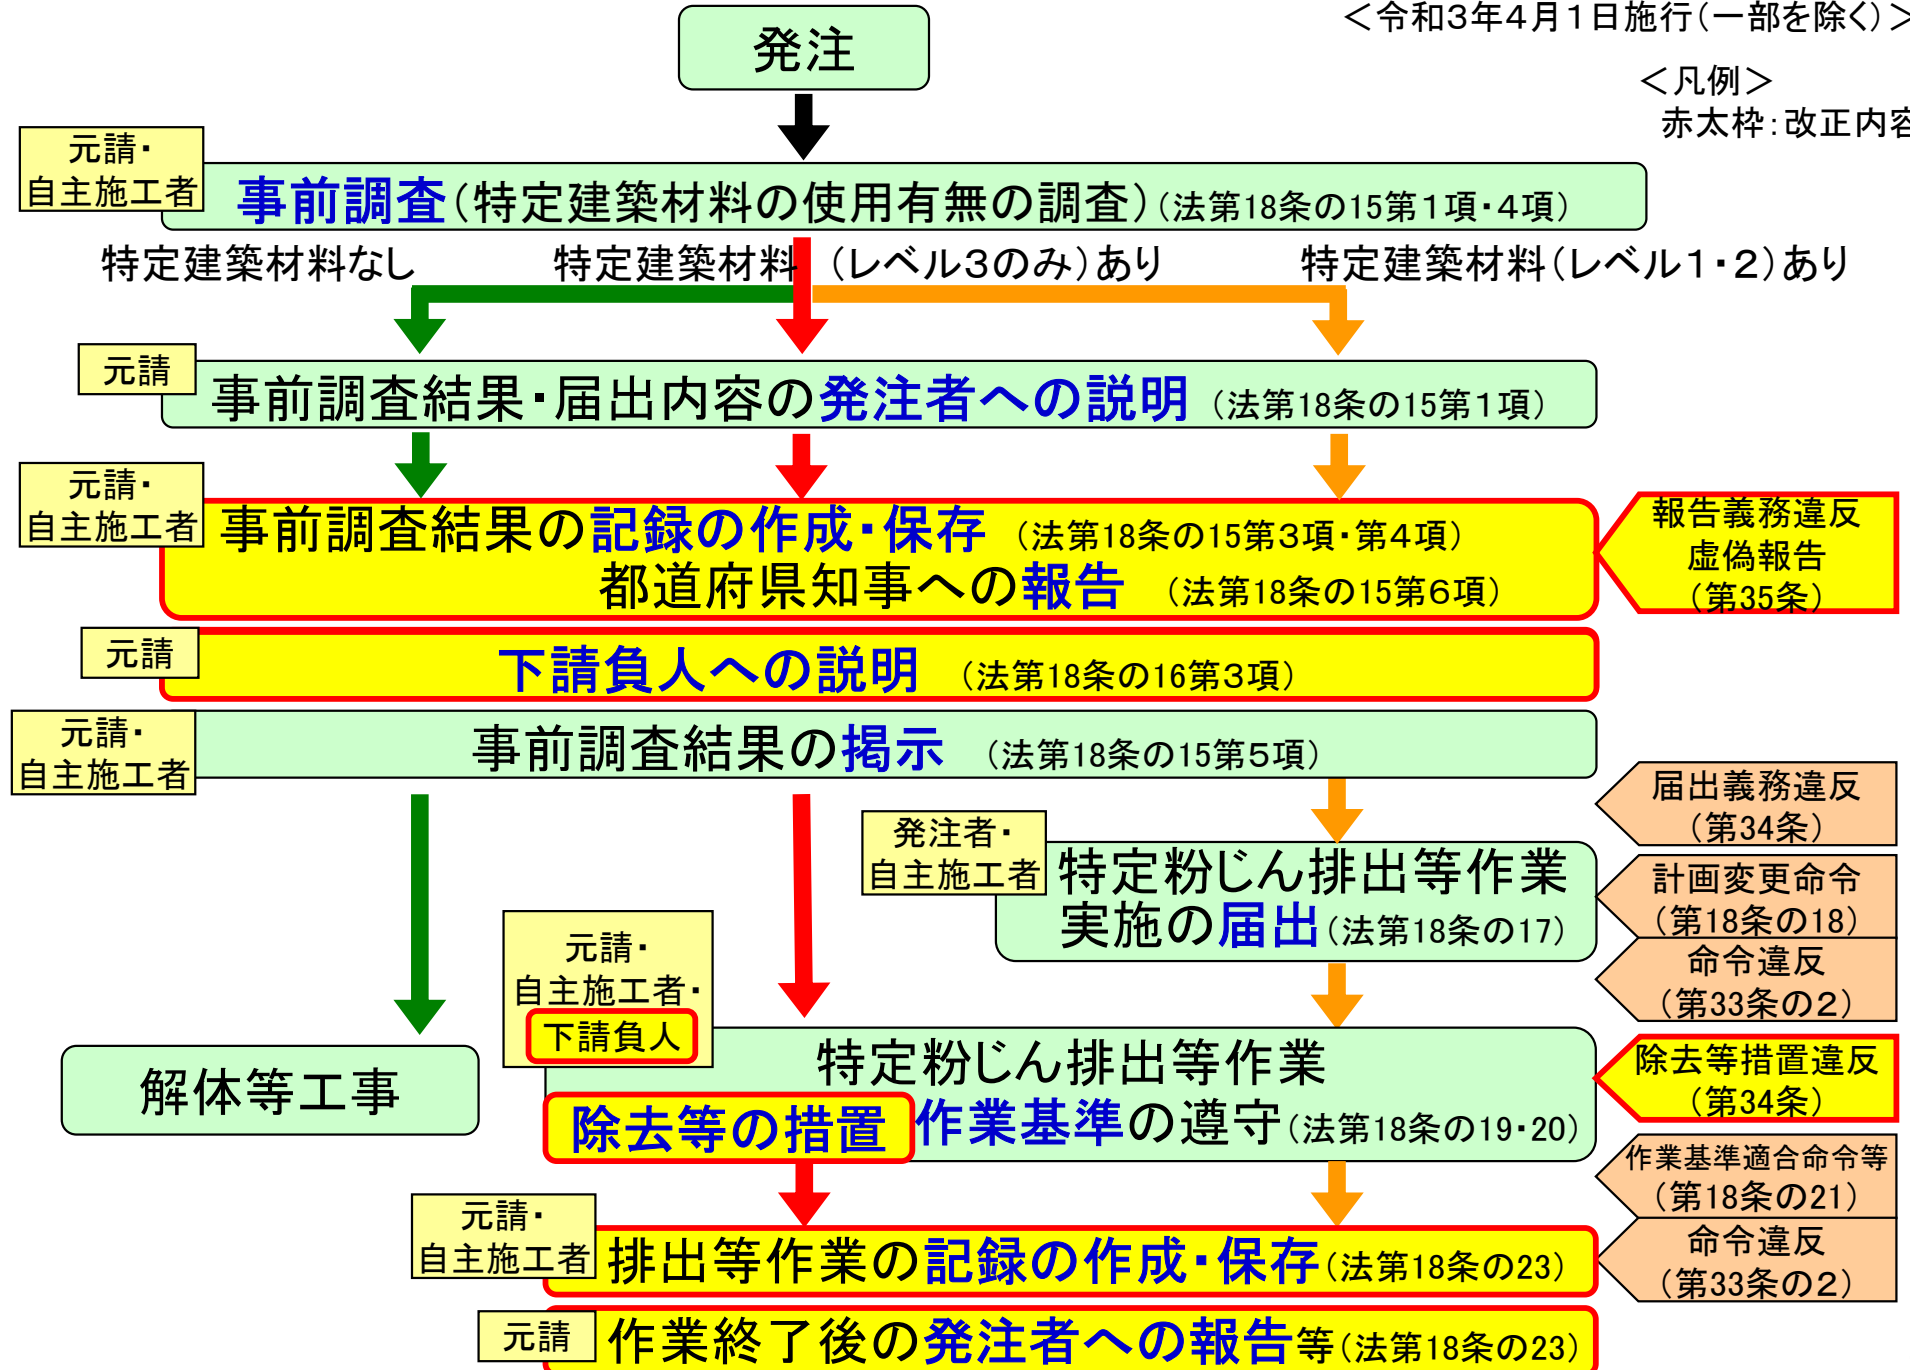 ＜令和3年4月1日施行（一部を除く）＞
発注
＜凡例＞
赤太枠：改正内容
元請・
自主施工者
事前調査（特定建築材料の使用有無の調査）（法第18条の15第1項・4項）
特定建築材料なし
特定建築材料（レベル3のみ）あり
特定建築材料（レベル1・2）あり
元請
事前調査結果・届出内容の発注者への説明（法第18条の15第1項）
元請・
自主施工者
事前調査結果の記録の作成・保存（法第18条の15第3項・第4項）
都道府県知事への報告（法第18条の15第6項）
報告義務違反
虚偽報告
（第35条）
元請
下請負人への説明（法第18条の16第3項）
元請・
自主施工者
事前調査結果の掲示（法第18条の15第5項）
届出義務違反
（第34条）
発注者・
自主施工者
特定粉じん排出等作業
実施の届出（法第18条の17）
計画変更命令
（第18条の18）
命令違反
（第33条の2）
元請・
自主施工者・
下請負人
解体等工事
特定粉じん排出等作業
除去等の措置 作業基準の遵守（法第18条の19・20）
除去等措置違反
（第34条）
作業基準適合命令等
（第18条の21）
命令違反
（第33条の2）
元請・
自主施工者
排出等作業の記録の作成・保存（法第18条の23）
元請
作業終了後の発注者への報告等（法第18条の23）